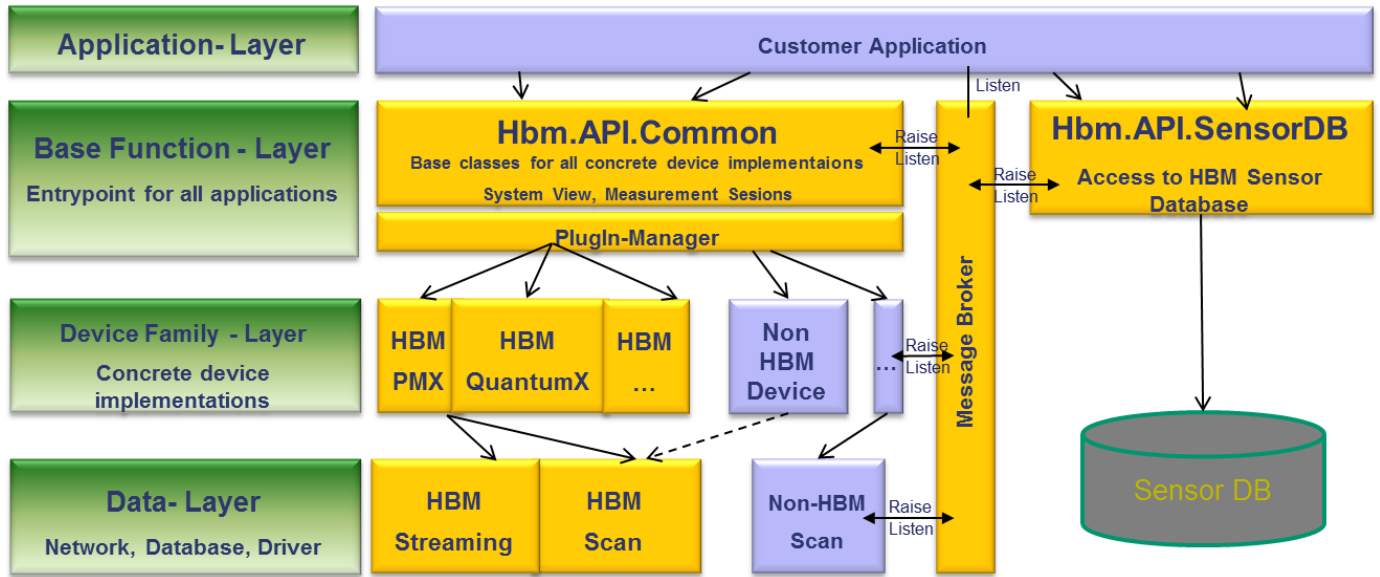 Application- Layer
Customer Application
Listen
Base Function - Layer
Entrypoint for all applications
Hbm.API.Common
Base classes for all concrete device implementaions
System View, Measurement Sesions
Raise
Listen
Hbm.API.SensorDB
Access to HBM Sensor
Database
Raise
Listen
PlugIn-Manager
Message Broker
Device Family - Layer
Concrete device
implementations
HBM
PMX
HBM
QuantumX
HBM
...
Non
HBM
Device
...
Raise
Listen
Sensor DB
Data- Layer
Network, Database, Driver
HBM
Streaming
HBM
Scan
Non-HBM
Scan
Raise
Listen